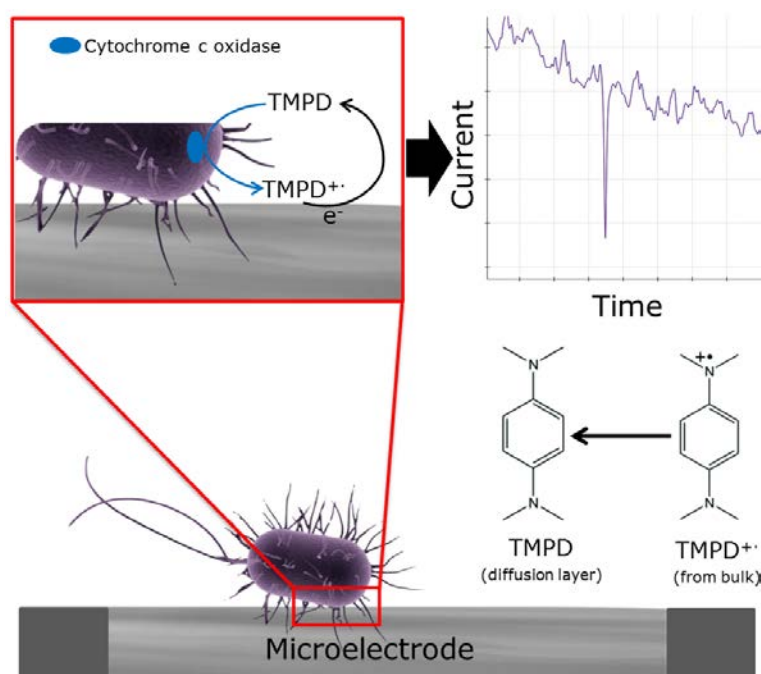 Cytochrome c oxidase
TMPD
TMPD+·
e-
Current
Time
N
N
+•
N
N
TMPD
(diffusion layer)
TMPD+·
(from bulk)
Microelectrode